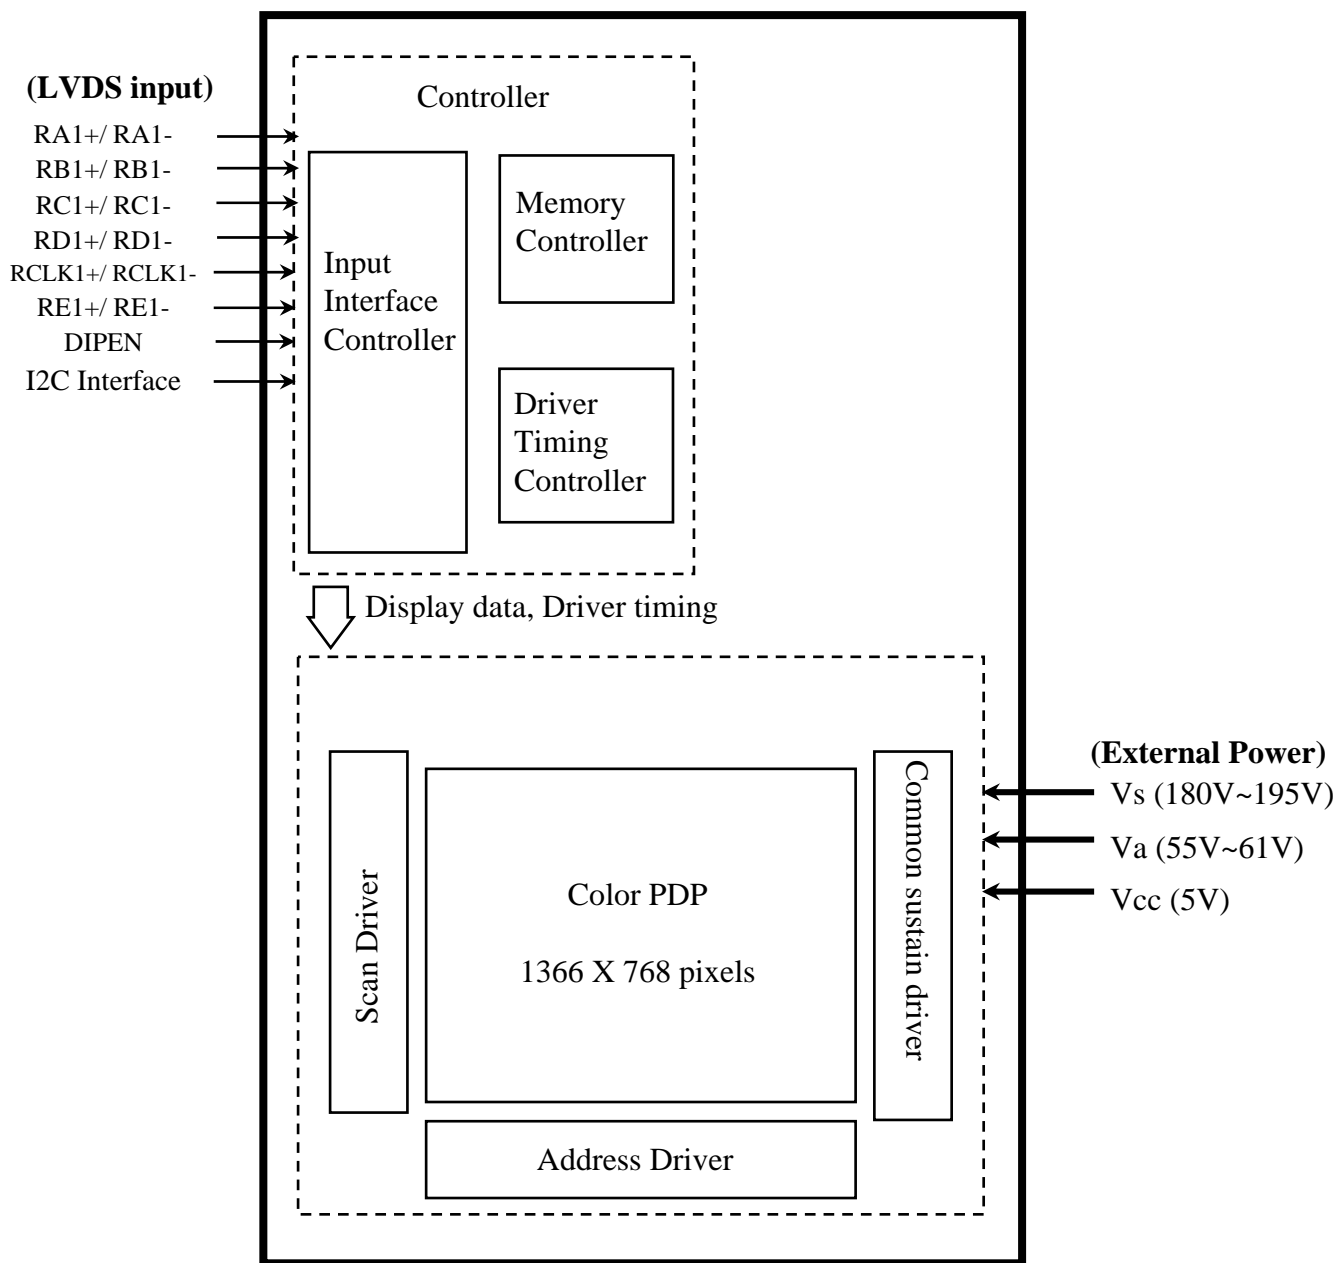 (LVDS input)
RA1+/ RA1-
RB1+/ RB1-
RC1+/ RC1-
RD1+/ RD1-
RCLK1+/ RCLK1-
RE1+/ RE1-
DIPEN
I2C Interface
Controller
Input
Interface
Controller
Memory
Controller
Driver
Timing
Controller
Display data, Driver timing
Scan Driver
Color PDP
1366 X 768 pixels
Common sustain driver
Address Driver
(External Power)
Vs (180V~195V)
Va (55V~61V)
Vcc (5V)